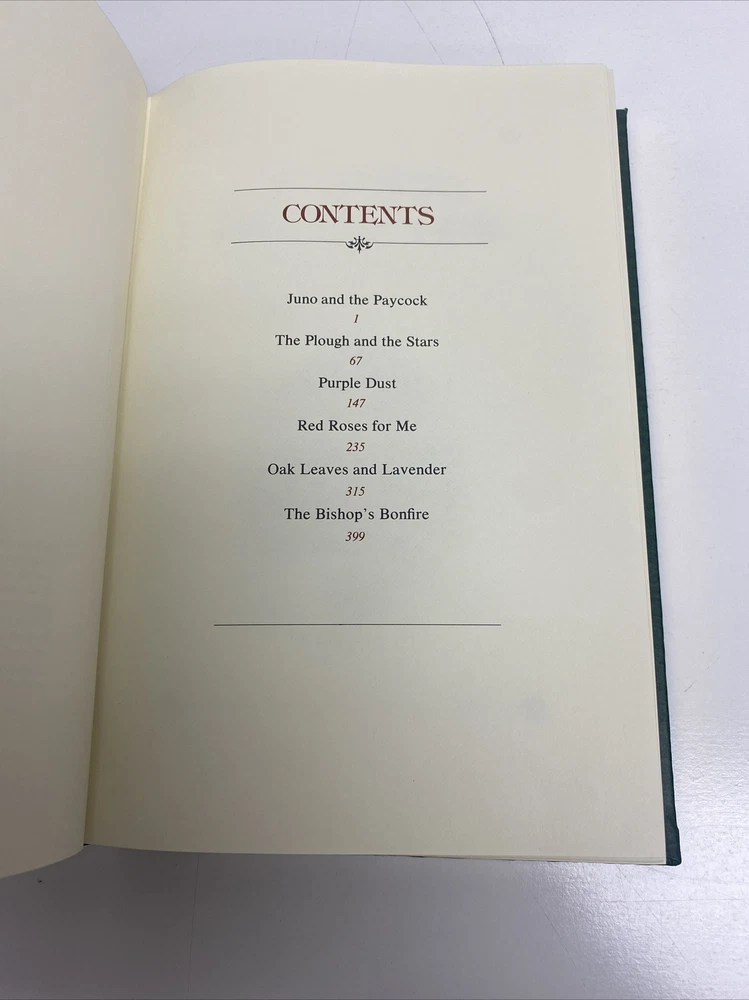 CONTENTS
Juno and the Paycock
1
The Plough and the Stars
67
Purple Dust
147
Red Roses for Me
235
Oak Leaves and Lavender
315
The Bishop's Bonfire
399